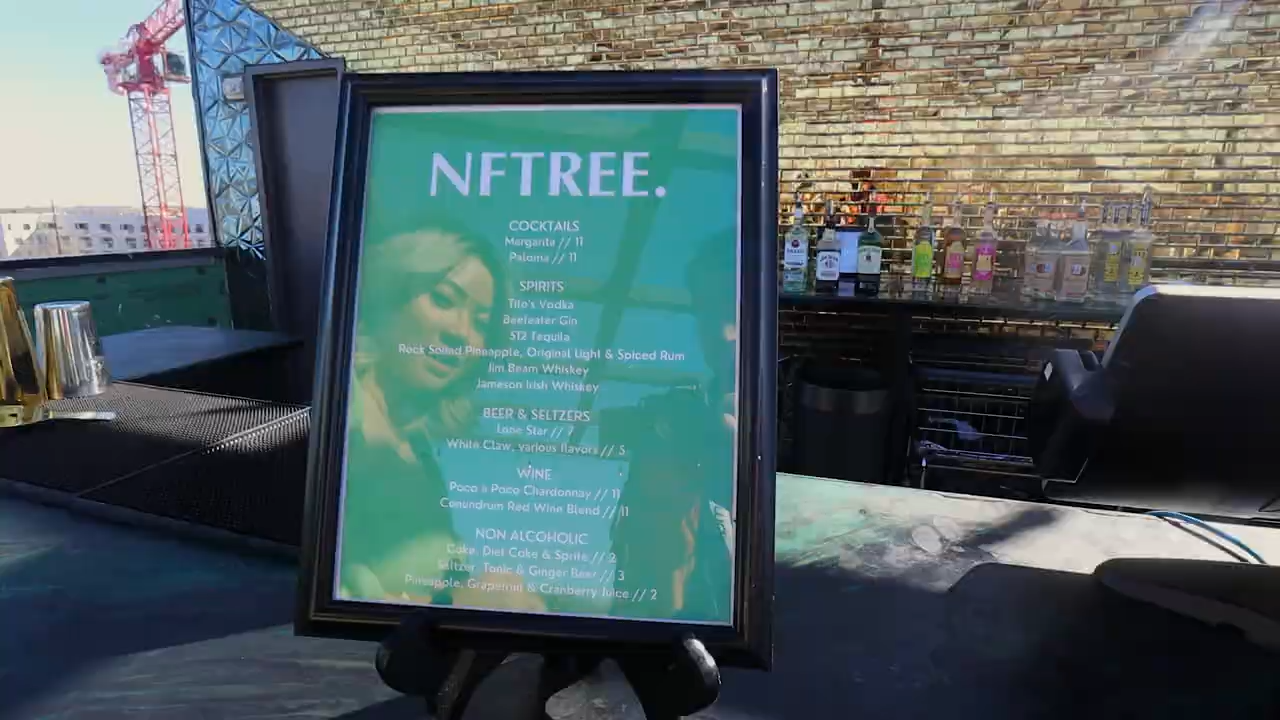 NFTREE.
COCKTAILS
Margarita // 11
Paloma // 11
SPIRITS
Tito's Vodka
Beefeater Gin
512 Tequila
Rock Sound Pineapple, Original Light & Spiced Rum
Jim Beam Whiskey
Jameson Irish Whiskey
BEER & SELTZERS
Lone Star // 7
White Claw, various flavors // 5
WINE
Poco a Poco Chardonnay // 11
Conundrum Red Wine Blend // 11
NON ALCOHOLIC
Coke, Diet Coke & Sprite // 2
Seltzer, Tonic & Ginger Beer // 3
Pineapple, Grapefruit & Cranberry Juice // 2